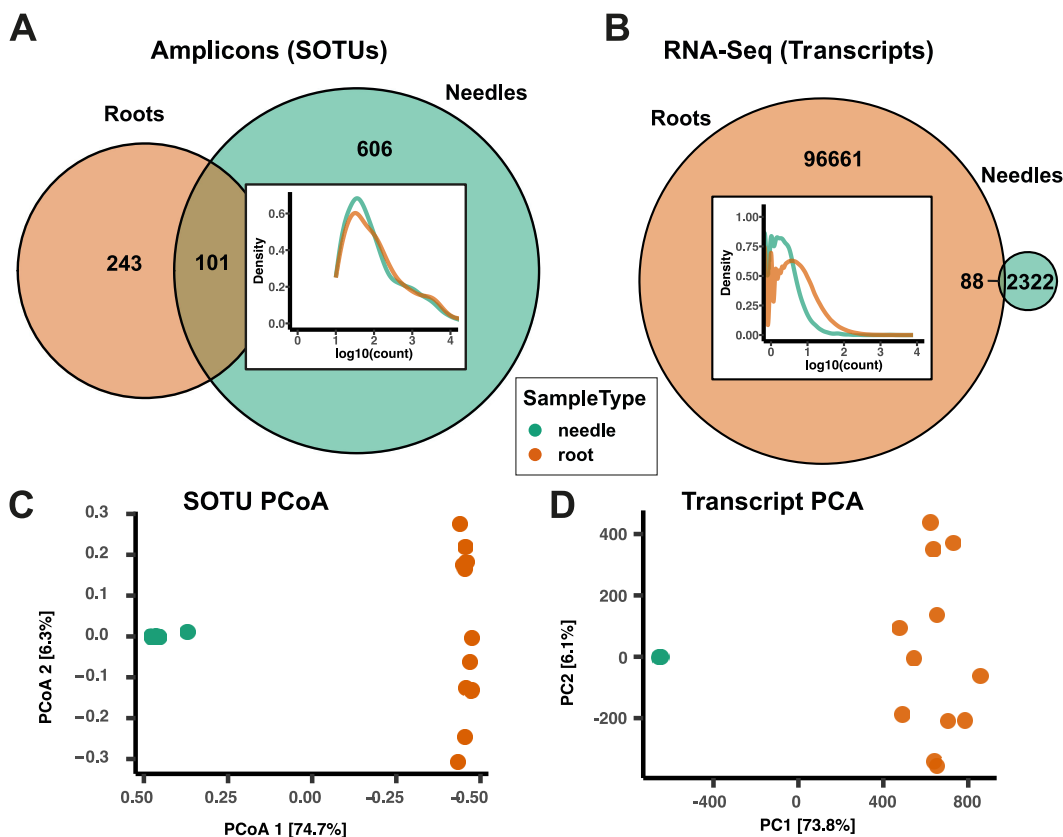 A
Amplicons (SOTUs)
Roots
Needles
606
243
101
Density
0.6
0.4
0.2
0.0
0 1 2 3 4
log10(count)
B
RNA-Seq (Transcripts)
Roots
Needles
96661
88
2322
Density
1.00
0.75
0.50
0.25
0.00
0 1 2 3 4
log10(count)
SampleType
needle
root
C
SOTU PCoA
PCoA 2 [6.3%]
0.3
0.2
0.1
0.0
−0.1
−0.2
−0.3
0.50 0.25 0.00 -0.25 -0.50
PCoA 1 [74.7%]
D
Transcript PCA
PC2 [6.1%]
400
200
0
-200
-400 0 400 800
PC1 [73.8%]